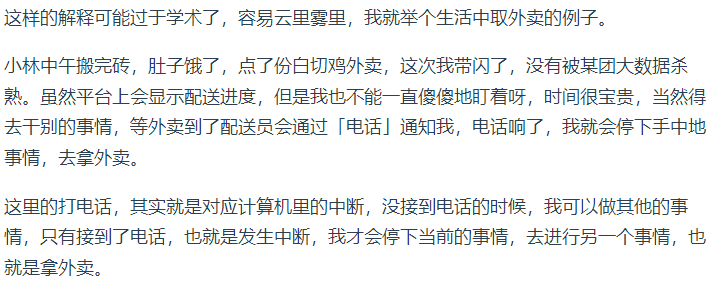 这样的解释可能过于学术了，容易云里雾里，我就举个生活中取外卖的例子。
小林中午搬完砖，肚子饿了，点了份白切鸡外卖，这次我带闪了，没有被某团大数据杀
熟。虽然平台上会显示配送进度，但是我也不能一直傻傻地盯着呀，时间很宝贵，当然得
去干别的事情，等外卖到了配送员会通过「电话」通知我，电话响了，我就会停下手中地
事情，去拿外卖。
这里的打电话，其实就是对应计算机里的中断，没接到电话的时候，我可以做其他的事
情，只有接到了电话，也就是发生中断，我才会停下当前的事情，去进行另一个事情，也
就是拿外卖。